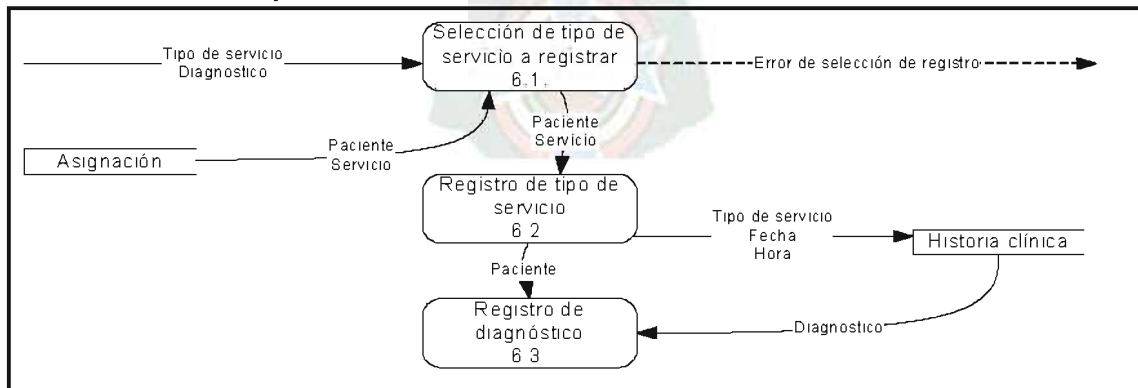 Selección de tipo de
servicio a registrar
6.1.
Tipo de servicio
Diagnostico
Error de selección de registro
Paciente
Servicio
Asignación
Paciente
Servicio
Registro de tipo de
servicio
6 2
Tipo de servicio
Fecha
Hora
Historia clínica
Paciente
Registro de
diagnóstico
6 3
Diagnostico